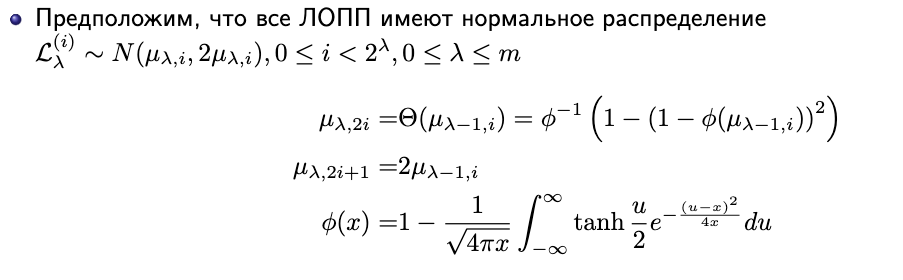 • Предположим, что все ЛОПП имеют нормальное распределение
$\mathcal{L}_{\lambda}^{(i)} \sim N(\mu_{\lambda,i}, 2\mu_{\lambda,i}), 0 \leq i < 2^{\lambda}, 0 \leq \lambda \leq m$
$\mu_{\lambda,2i} = \Theta(\mu_{\lambda-1,i}) = \phi^{-1}\left(1 - (1 - \phi(\mu_{\lambda-1,i}))^2\right)$
$\mu_{\lambda,2i+1} = 2\mu_{\lambda-1,i}$
$\phi(x) = 1 - \frac{1}{\sqrt{4\pi x}} \int_{-\infty}^{\infty} \tanh \frac{u}{2} e^{-\frac{(u-x)^2}{4x}} du$